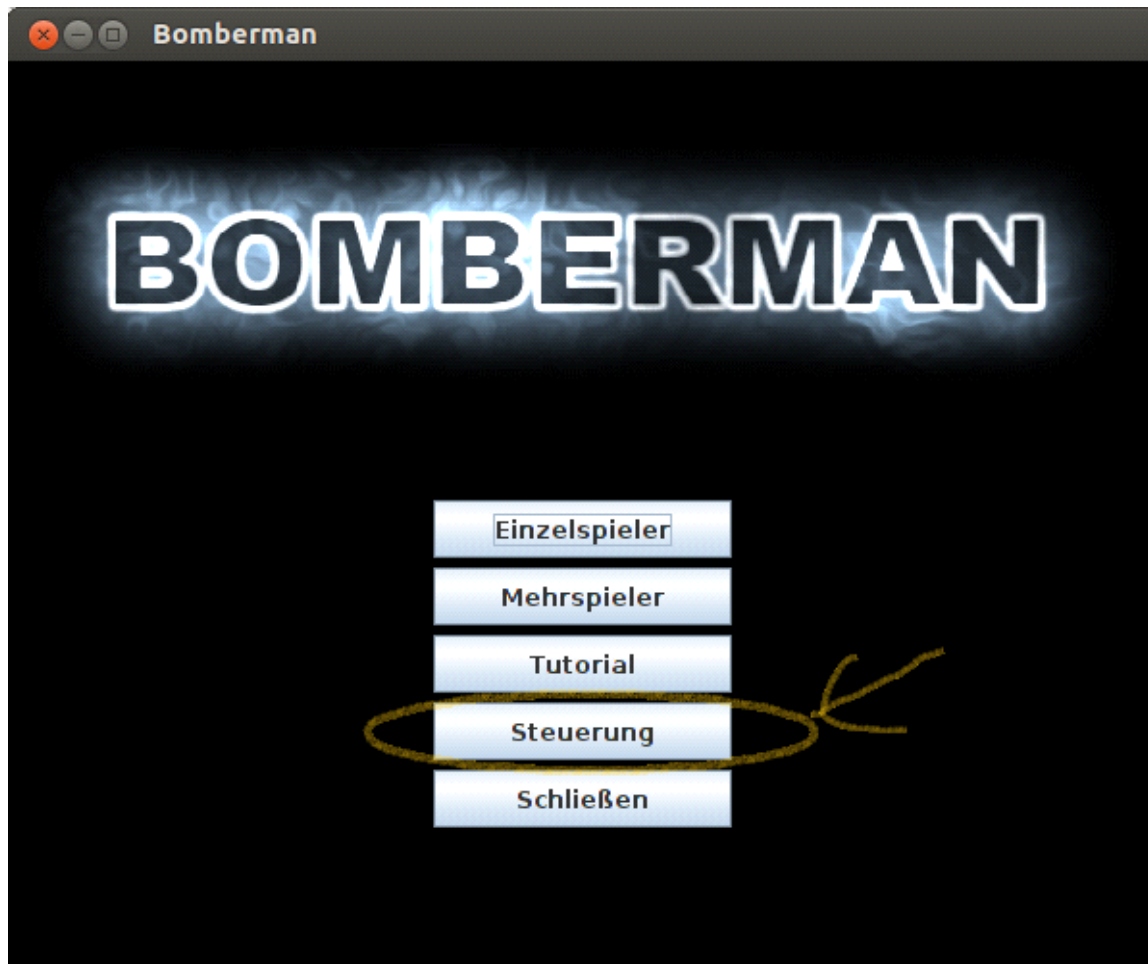 Bomberman
BOMBERMAN
Einzelspieler
Mehrspieler
Tutorial
Steuerung
Schließen